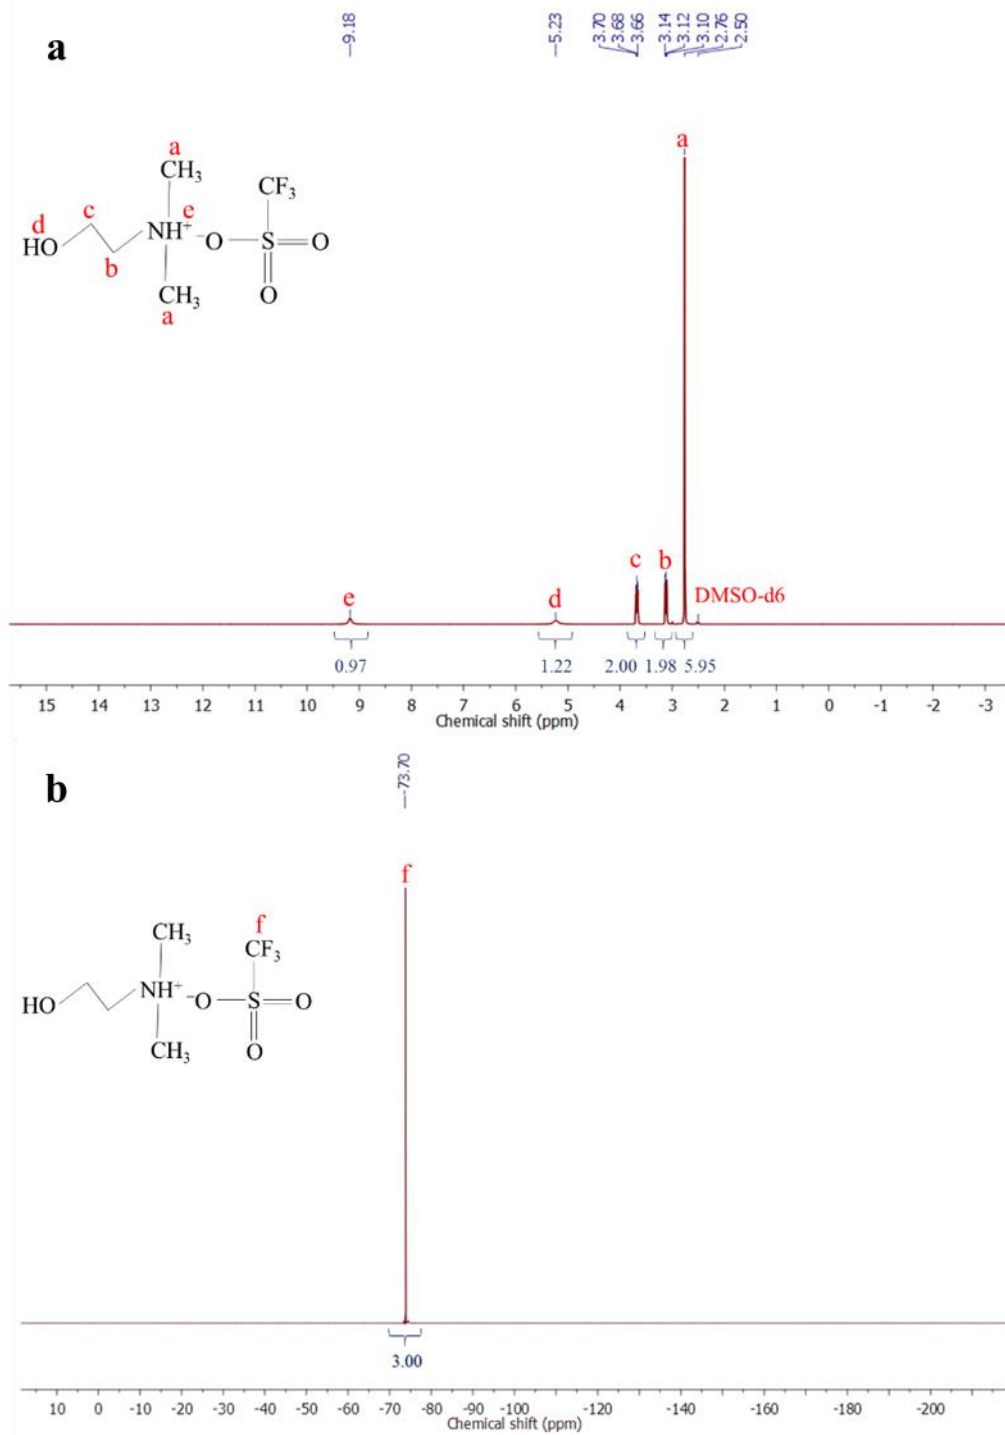 a
9.18
5.23
3.70
3.68
3.66
3.14
3.12
3.10
2.76
2.50
a
a
CH₃
CF₃
c
e
d
NH⁺ ⁻O S O
HO
b
CH₃
O
a
c
b
DMSO-d6
e
d
0.97 1.22 2.00 1.98 5.95
15 14 13 12 11 10 9 8 7 6 5 4 3 2 1 0 -1 -2 -3
Chemical shift (ppm)
b
-73.70
f
f
CH₃
CF₃
NH⁺ ⁻O S O
HO
CH₃
O
3.00
10 0 -10 -20 -30 -40 -50 -60 -70 -80 -90 -100 -120 -140 -160 -180 -200
Chemical shift (ppm)